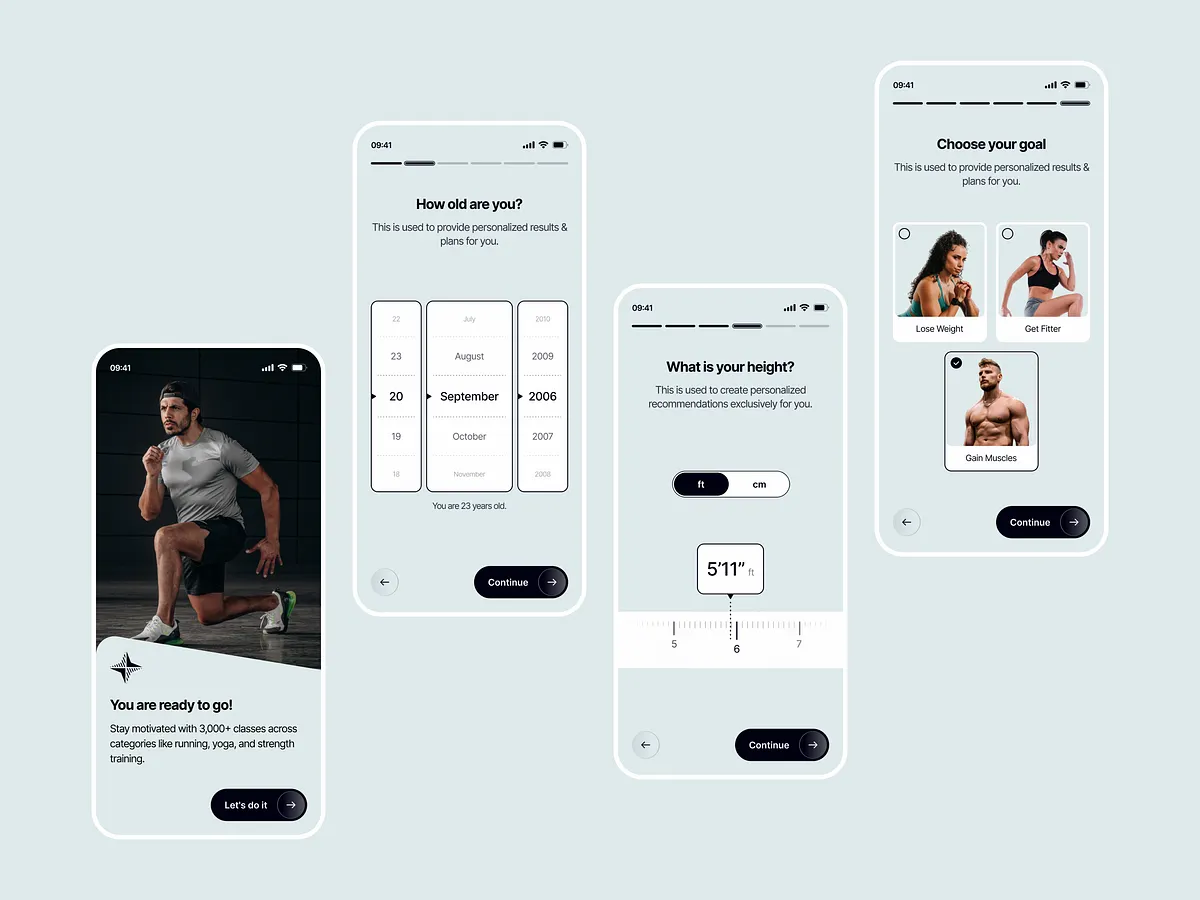 09:41
You are ready to go!
Stay motivated with 3,000+ classes across
categories like running, yoga, and strength
training.
Let's do it
09:41
How old are you?
This is used to provide personalized results &
plans for you.
22 July 2010
23 August 2009
20 September 2006
19 October 2007
18 November 2008
You are 23 years old.
Continue
09:41
What is your height?
This is used to create personalized
recommendations exclusively for you.
ft cm
5’11” ft
5 6 7
Continue
09:41
Choose your goal
This is used to provide personalized results &
plans for you.
Lose Weight Get Fitter
Gain Muscles
Continue